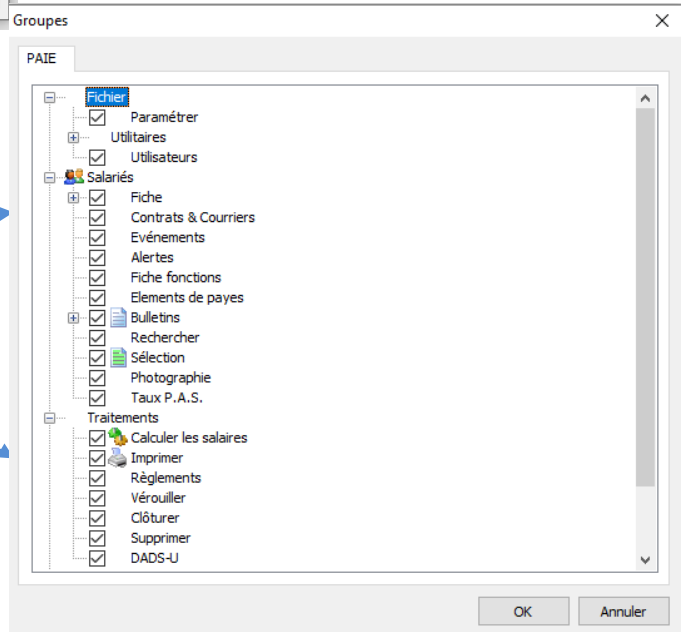 Groupes
PAIE
Fichier
Paramétrer
Utilitaires
Utilisateurs
Salariés
Fiche
Contrats & Courriers
Evénements
Alertes
Fiche fonctions
Elements de payes
Bulletins
Rechercher
Sélection
Photographie
Taux P.A.S.
Traitements
Calculer les salaires
Imprimer
Règlements
Vérouiller
Clôturer
Supprimer
DADS-U
OK Annuler